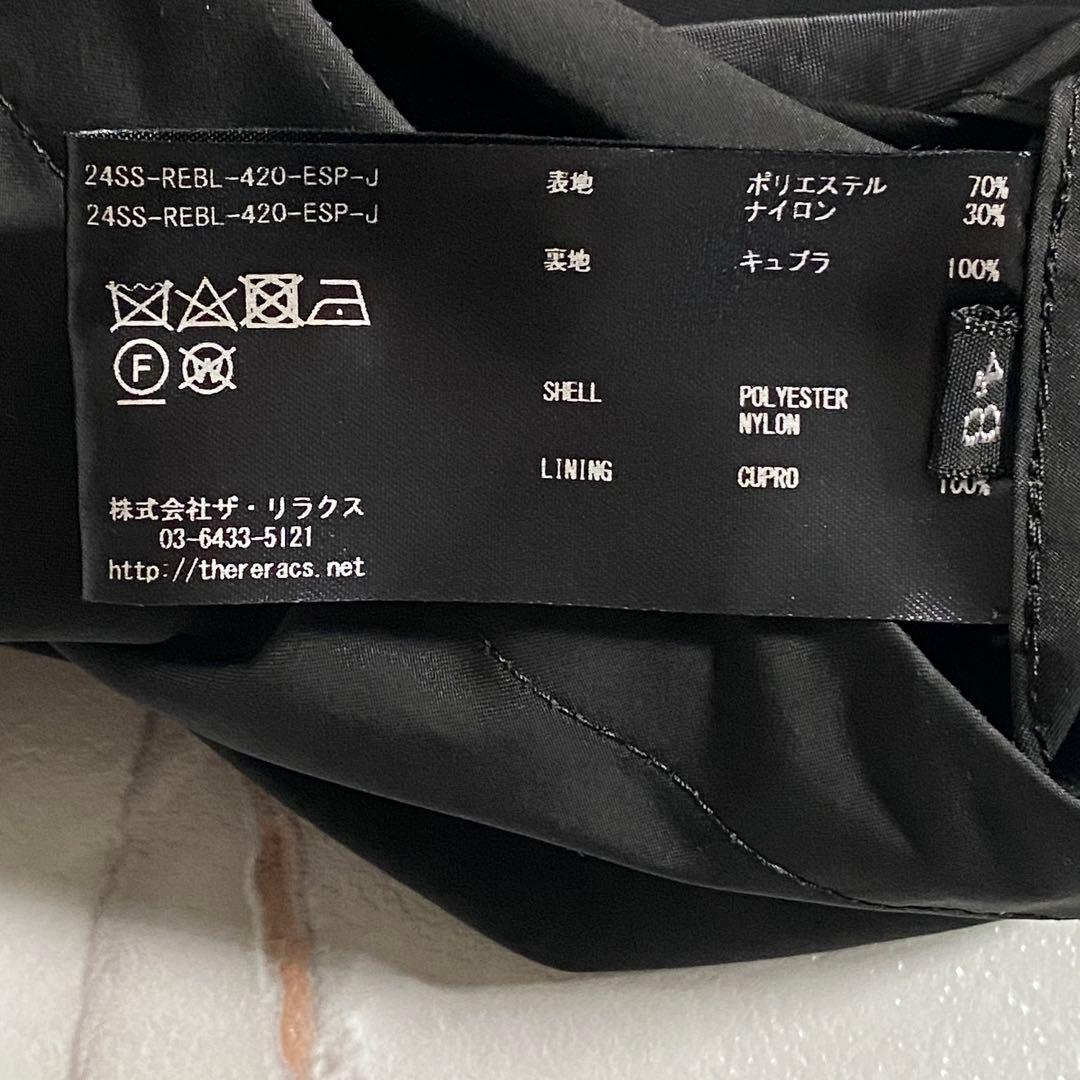 24SS-REBL-420-ESP-J
24SS-REBL-420-ESP-J
F
W
株式会社ザ・リラクス
03-6433-5121
http://thereracs.net
表地 ポリエステル 70%
ナイロン 30%
裏地 キュプラ 100%
SHELL POLYESTER
NYLON
LINING CUPRO 100%